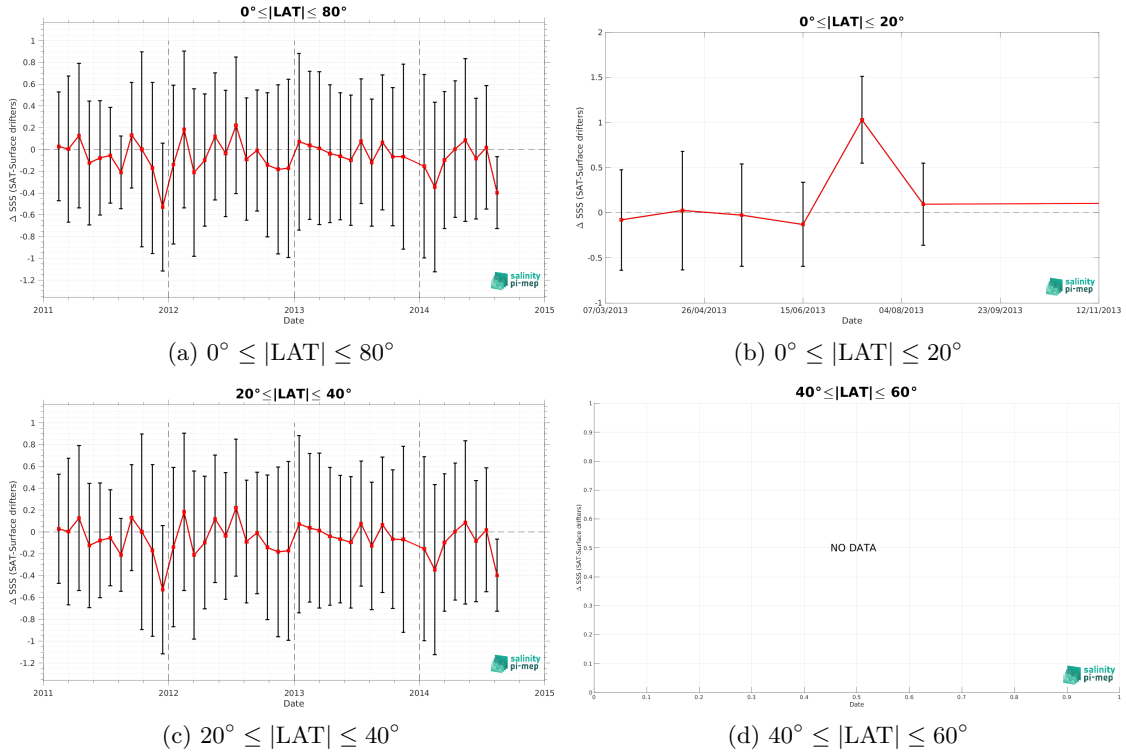 0°≤|LAT|≤ 80°
Δ SSS (SAT-Surface drifters)
1
0.8
0.6
0.4
0.2
0
-0.2
-0.4
-0.6
-0.8
-1
-1.2
2011
2012
2013
2014
2015
Date
salinity
pi-mep
(a) 0° ≤ |LAT| ≤ 80°
0°≤|LAT|≤ 20°
Δ SSS (SAT-Surface drifters)
2
1.5
1
0.5
0
-0.5
-1
07/03/2013
26/04/2013
15/06/2013
04/08/2013
23/09/2013
12/11/2013
Date
salinity
pi-mep
(b) 0° ≤ |LAT| ≤ 20°
20°≤|LAT|≤ 40°
Δ SSS (SAT-Surface drifters)
1
0.8
0.6
0.4
0.2
0
-0.2
-0.4
-0.6
-0.8
-1
-1.2
2011
2012
2013
2014
2015
Date
salinity
pi-mep
(c) 20° ≤ |LAT| ≤ 40°
40°≤|LAT|≤ 60°
Δ SSS (SAT-Surface drifters)
1
0.9
0.8
0.7
0.6
0.5
0.4
0.3
0.2
0.1
0
NO DATA
0
0.1
0.2
0.3
0.4
0.5
0.6
0.7
0.8
0.9
1
Date
salinity
pi-mep
(d) 40° ≤ |LAT| ≤ 60°